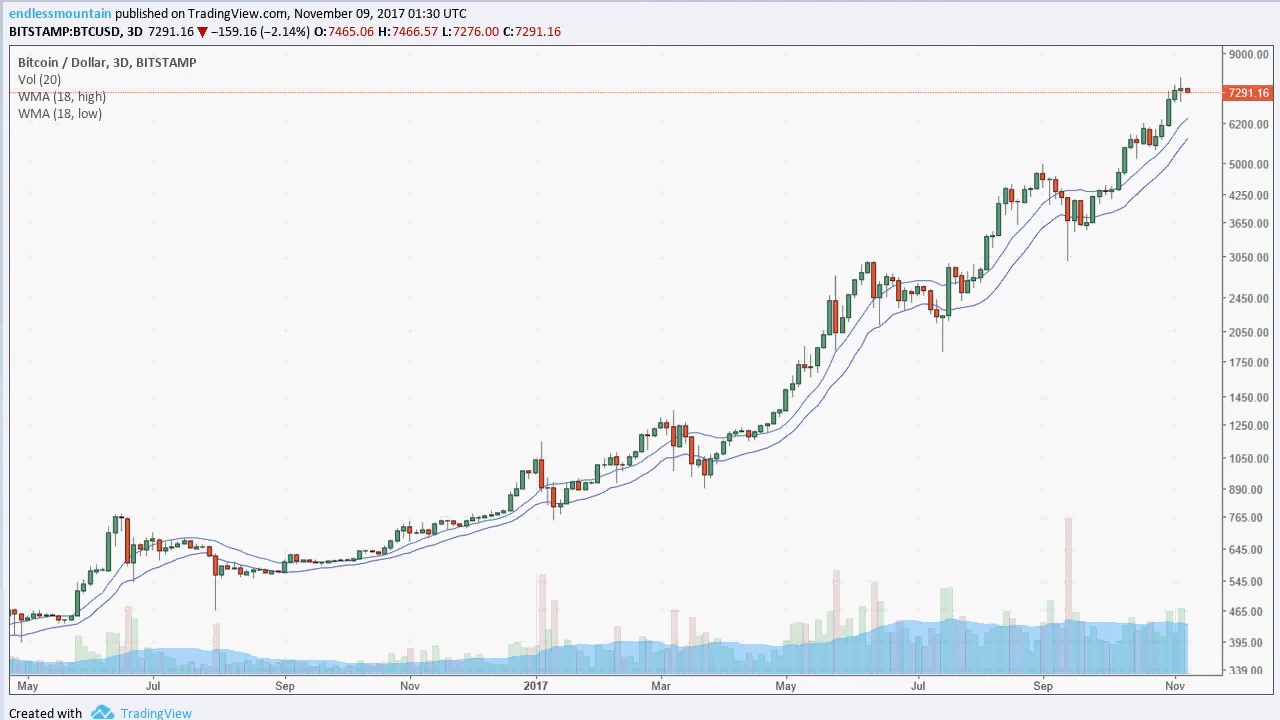 endlessmountain published on TradingView.com, November 09, 2017 01:30 UTC
BITSTAMP:BTCUSD, 3D 7291.16 ▼ −159.16 (−2.14%) O:7465.06 H:7466.57 L:7276.00 C:7291.16
Bitcoin / Dollar, 3D, BITSTAMP
Vol (20)
WMA (18, high)
WMA (18, low)
9000.00
7291.16
6200.00
5000.00
4250.00
3650.00
3050.00
2450.00
2050.00
1750.00
1450.00
1250.00
1050.00
890.00
765.00
645.00
545.00
465.00
395.00
339.00
May Jul Sep Nov 2017 Mar May Jul Sep Nov
Created with TradingView